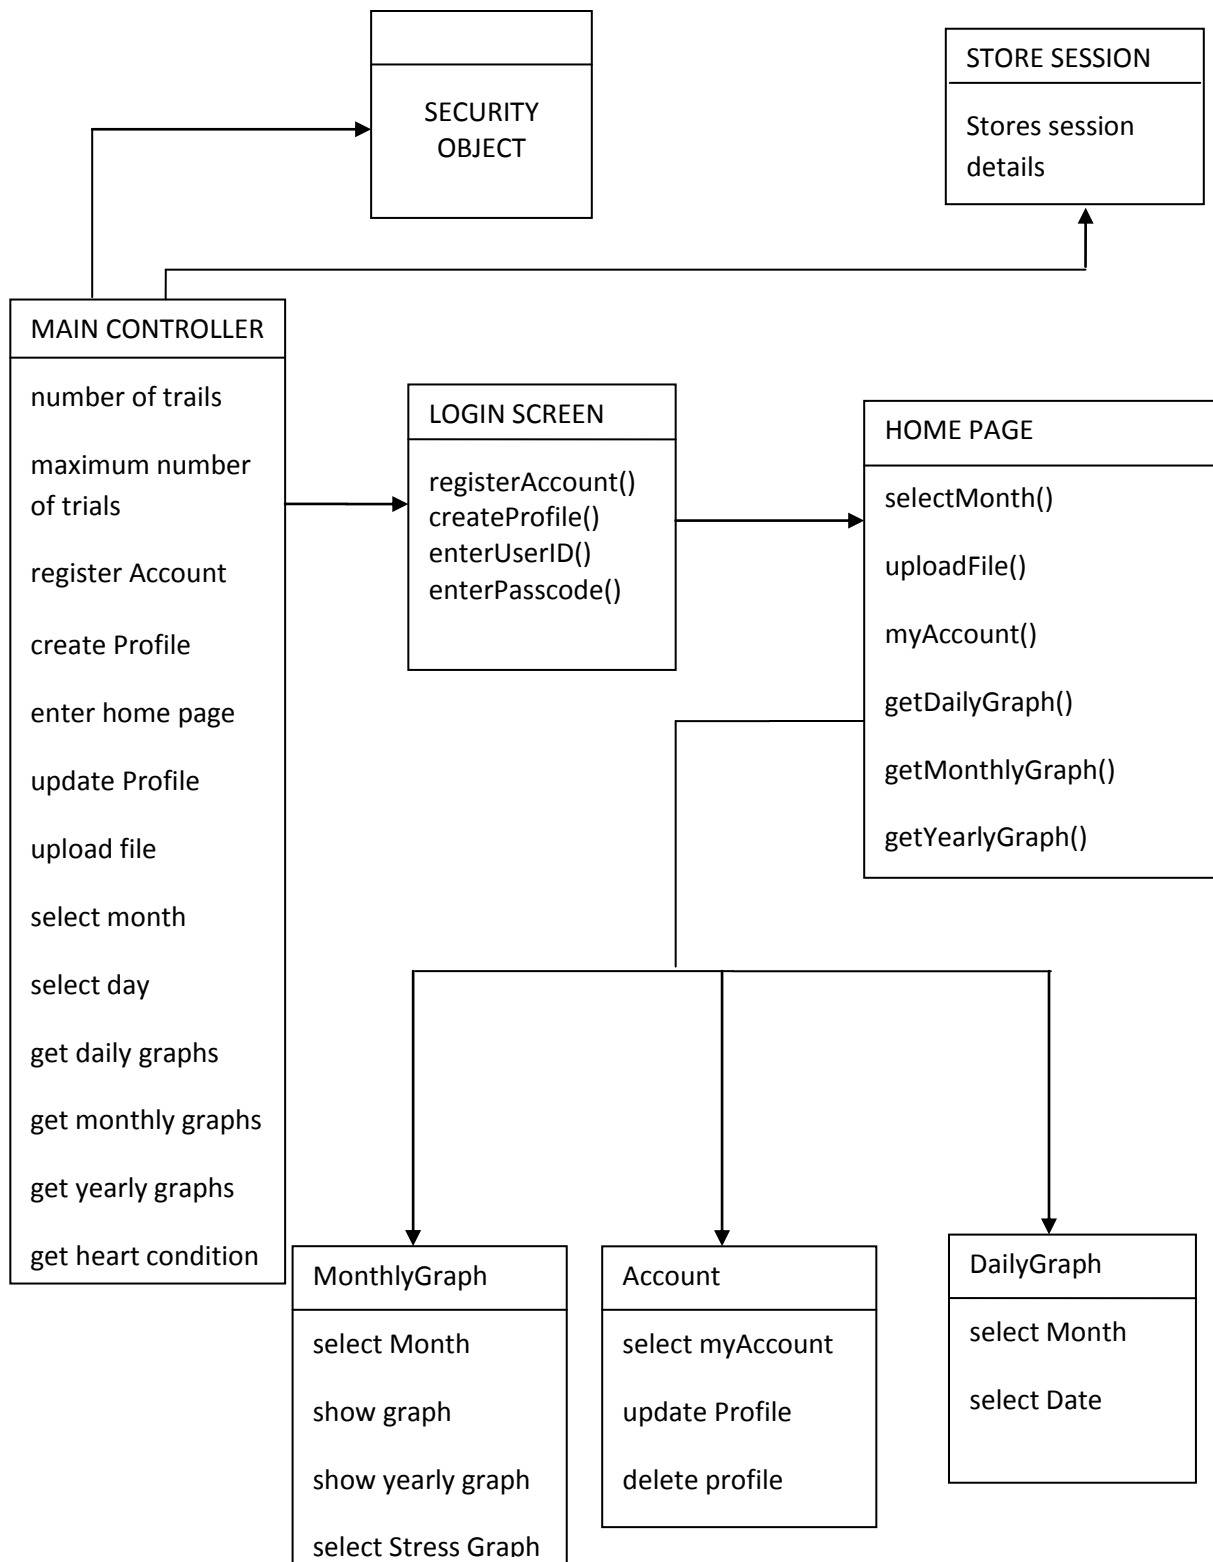 SECURITY
OBJECT
STORE SESSION
Stores session
details
MAIN CONTROLLER
number of trails
maximum number
of trials
register Account
create Profile
enter home page
update Profile
upload file
select month
select day
get daily graphs
get monthly graphs
get yearly graphs
get heart condition
LOGIN SCREEN
registerAccount()
createProfile()
enterUserID()
enterPasscode()
HOME PAGE
selectMonth()
uploadFile()
myAccount()
getDailyGraph()
getMonthlyGraph()
getYearlyGraph()
MonthlyGraph
select Month
show graph
show yearly graph
select Stress Graph
Account
select myAccount
update Profile
delete profile
DailyGraph
select Month
select Date